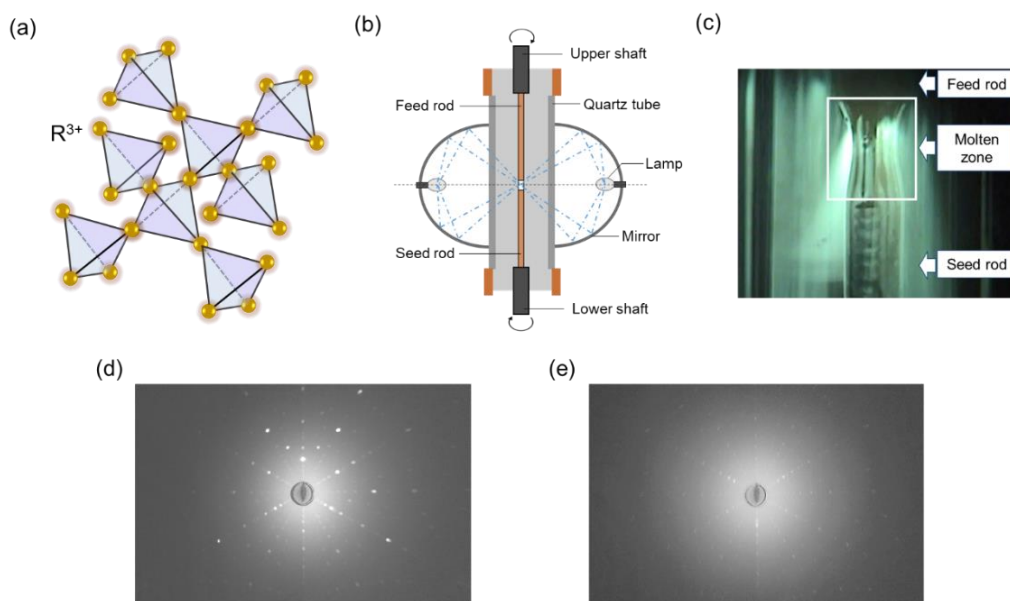 (a)
R³⁺
(b)
Upper shaft
Feed rod
Quartz tube
Lamp
Mirror
Seed rod
Lower shaft
(c)
Feed rod
Molten
zone
Seed rod
(d)
(e)